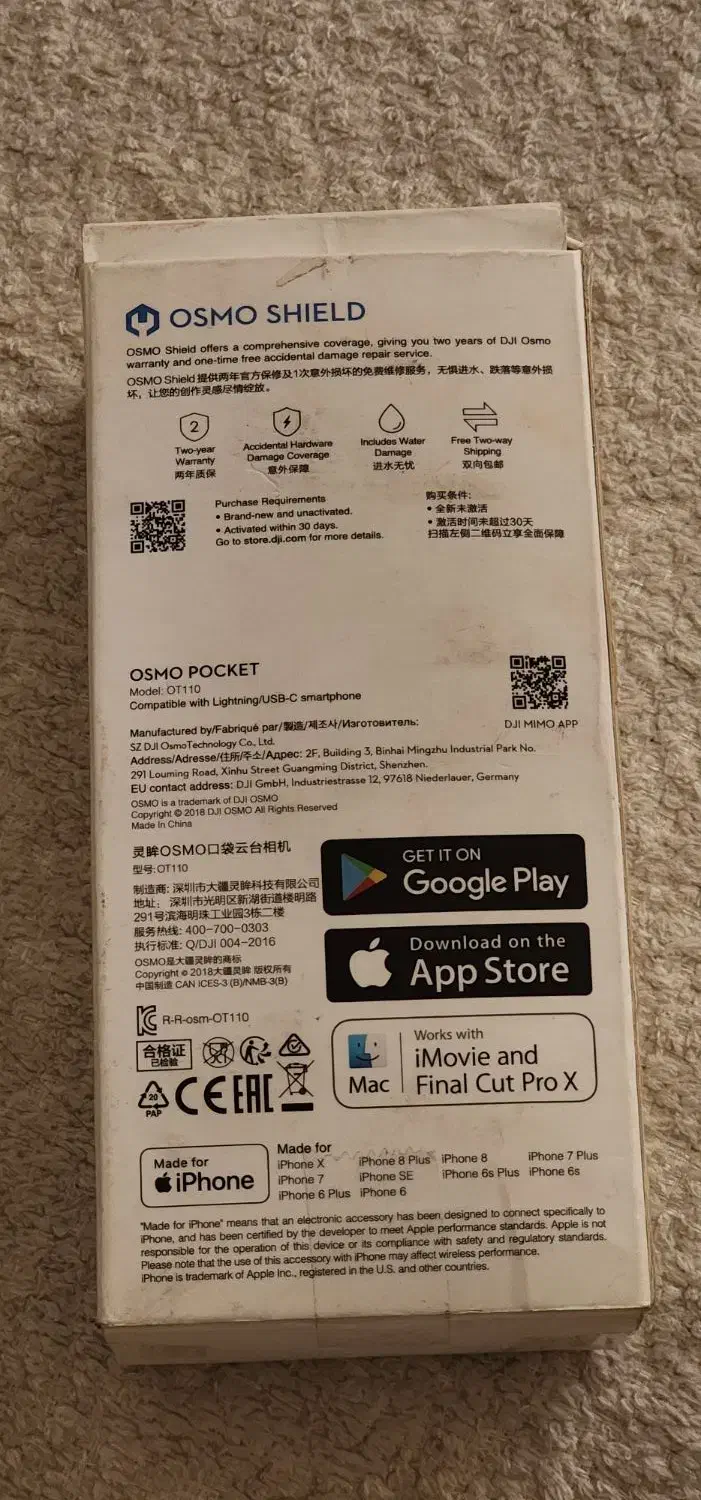 OSMO SHIELD
OSMO Shield offers a comprehensive coverage, giving you two years of DJI Osmo
warranty and one-time free accidental damage repair service.
OSMO Shield 提供两年官方保修及1次意外损坏的免费维修服务，无惧进水、跌落等意外损
坏，让您的创作灵感尽情绽放。
2
Two-year
Warranty
两年质保
Accidental Hardware
Damage Coverage
意外保障
Includes Water
Damage
进水无忧
Free Two-way
Shipping
双向包邮
Purchase Requirements
• Brand-new and unactivated.
• Activated within 30 days.
Go to store.dji.com for more details.
购买条件:
• 全新未激活
• 激活时间未超过30天
扫描左侧二维码立享全面保障
OSMO POCKET
Model: OT110
Compatible with Lightning/USB-C smartphone
DJI MIMO APP
Manufactured by/Fabriqué par/製造/제조사/Изготовитель:
SZ DJI OsmoTechnology Co., Ltd.
Address/Adresse/住所/주소/Адрес: 2F, Building 3, Binhai Mingzhu Industrial Park No.
291 Louming Road, Xinhu Street Guangming District, Shenzhen.
EU contact address: DJI GmbH, Industriestrasse 12, 97618 Niederlauer, Germany
OSMO is a trademark of DJI OSMO
Copyright © 2018 DJI OSMO All Rights Reserved
Made in China
灵眸OSMO口袋云台相机
型号: OT110
制造商: 深圳市大疆灵眸科技有限公司
地址: 深圳市光明区新湖街道楼明路
291号滨海明珠工业园3栋二楼
服务热线: 400-700-0303
执行标准: Q/DJI 004-2016
OSMO是大疆灵眸的商标
Copyright © 2018大疆灵眸 版权所有
中国制造 CAN ICES-3 (B)/NMB-3(B)
GET IT ON
Google Play
Download on the
App Store
R-R-osm-OT110
合格证
已检验
20
PAP
CE EAC
Mac
Works with
iMovie and
Final Cut Pro X
Made for
iPhone
Made for
iPhone X iPhone 8 Plus iPhone 8 iPhone 7 Plus
iPhone 7 iPhone SE iPhone 6s Plus iPhone 6s
iPhone 6 Plus iPhone 6
"Made for iPhone" means that an electronic accessory has been designed to connect specifically to
iPhone, and has been certified by the developer to meet Apple performance standards. Apple is not
responsible for the operation of this device or its compliance with safety and regulatory standards.
Please note that the use of this accessory with iPhone may affect wireless performance.
iPhone is trademark of Apple Inc., registered in the U.S. and other countries.